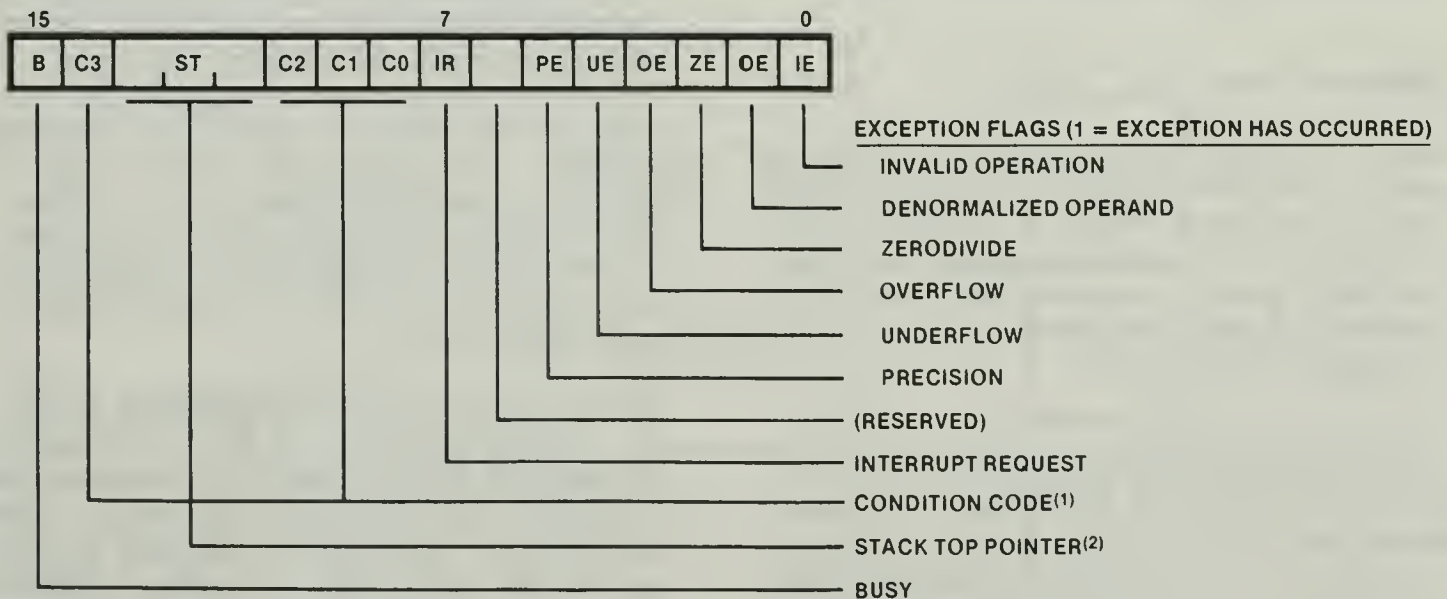 15 7 0
B C3 ST C2 C1 C0 IR PE UE OE ZE OE IE
EXCEPTION FLAGS (1 = EXCEPTION HAS OCCURRED)
INVALID OPERATION
DENORMALIZED OPERAND
ZERODIVIDE
OVERFLOW
UNDERFLOW
PRECISION
(RESERVED)
INTERRUPT REQUEST
CONDITION CODE(1)
STACK TOP POINTER(2)
BUSY